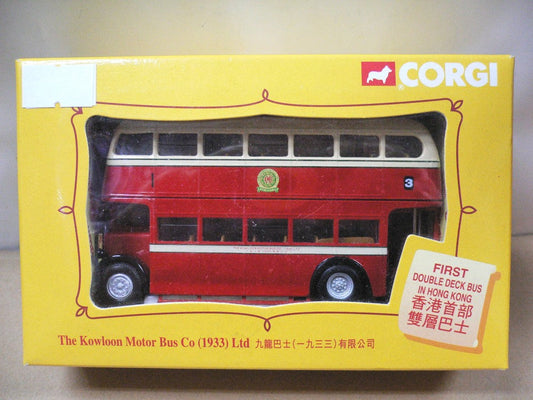 CORGI
3
FIRST
DOUBLE DECK BUS
IN HONG KONG
香港首部
雙層巴士
The Kowloon Motor Bus Co (1933) Ltd 九龍巴士(一九三三)有限公司